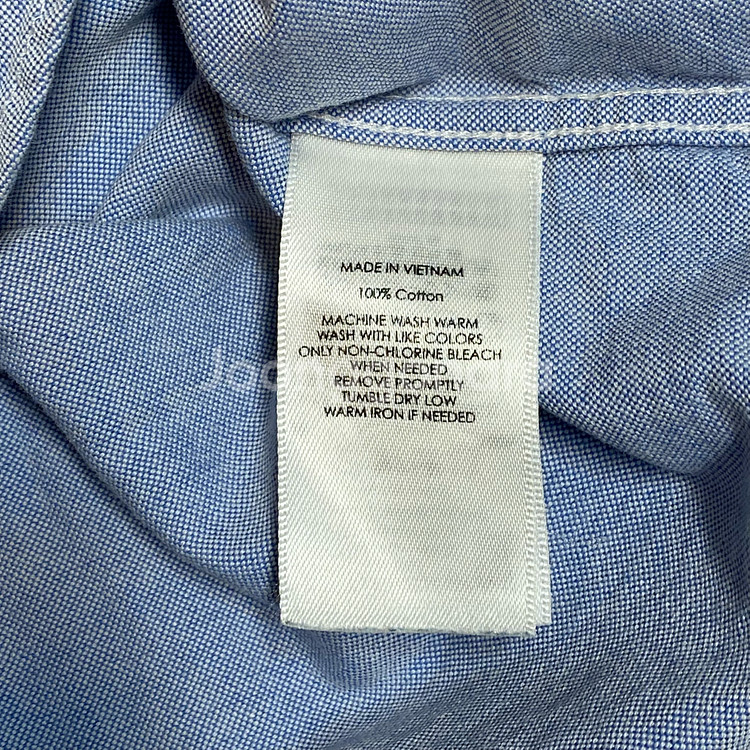 MADE IN VIETNAM
100% Cotton
MACHINE WASH WARM
WASH WITH LIKE COLORS
ONLY NON-CHLORINE BLEACH
WHEN NEEDED
REMOVE PROMPTLY
TUMBLE DRY LOW
WARM IRON IF NEEDED